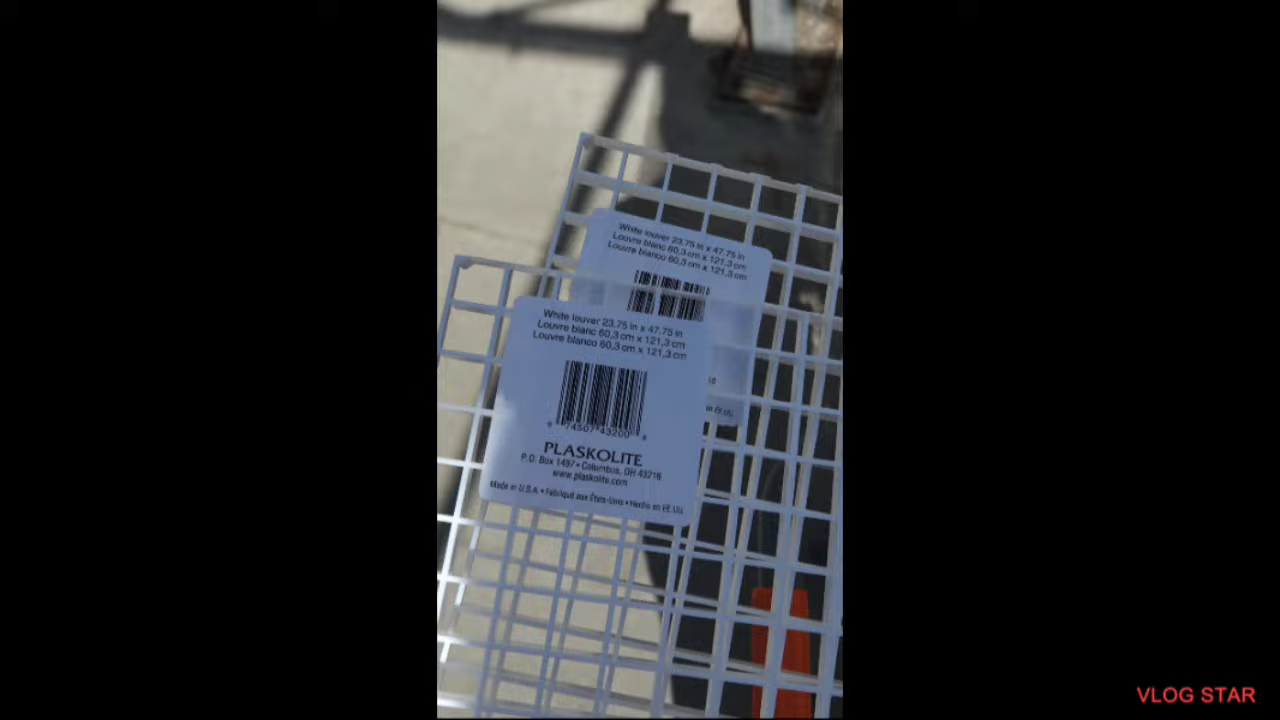 White louver 23.75 in x 47.75 in
Louvre blanc 60,3 cm x 121,3 cm
Louvre blanco 60,3 cm x 121,3 cm
White louver 23.75 in x 47.75 in
Louvre blanc 60,3 cm x 121,3 cm
Louvre blanco 60,3 cm x 121,3 cm
74507 43200
PLASKOLITE
P.O. Box 1497 • Columbus, OH 43216
www.plaskolite.com
Made in U.S.A. • Fabriqué aux États-Unis • Hecho en EE.UU.
VLOG STAR